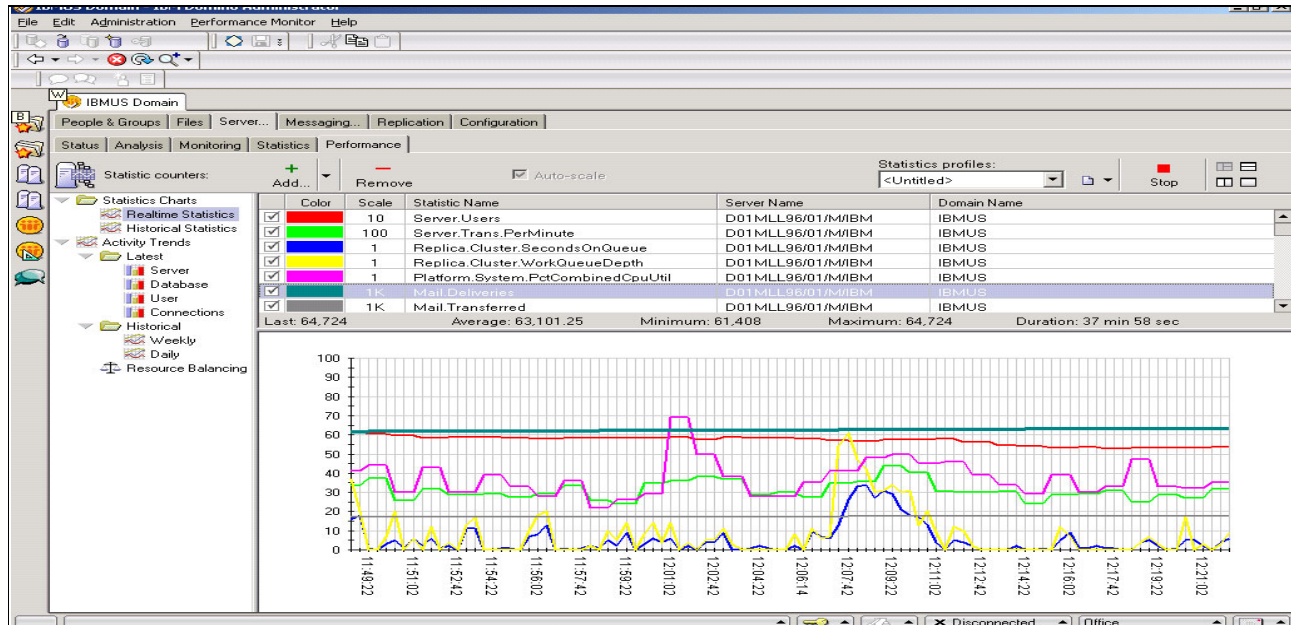 IBMUS Domain - IBM Domino Administrator
File Edit Administration Performance Monitor Help
W
IBMUS Domain
B
People & Groups Files Server... Messaging... Replication Configuration
Status Analysis Monitoring Statistics Performance
Statistic counters:
Add...
Remove
Auto-scale
Statistics profiles:
<Untitled>
Stop
Statistics Charts
Realtime Statistics
Historical Statistics
Activity Trends
Latest
Server
Database
User
Connections
Historical
Weekly
Daily
Resource Balancing
Color Scale Statistic Name Server Name Domain Name
10 Server.Users D01MLL96/01/M/IBM IBMUS
100 Server.Trans.PerMinute D01MLL96/01/M/IBM IBMUS
1 Replica.Cluster.SecondsOnQueue D01MLL96/01/M/IBM IBMUS
1 Replica.Cluster.WorkQueueDepth D01MLL96/01/M/IBM IBMUS
1 Platform.System.PctCombinedCpuUtil D01MLL96/01/M/IBM IBMUS
1K Mail.Deliveries D01MLL96/01/M/IBM IBMUS
1K Mail.Transferred D01MLL96/01/M/IBM IBMUS
Last: 64,724 Average: 63,101.25 Minimum: 61,408 Maximum: 64,724 Duration: 37 min 58 sec
100
90
80
70
60
50
40
30
20
10
0
11:49:22 11:51:02 11:52:42 11:54:22 11:56:02 11:57:42 11:59:22 12:01:02 12:02:42 12:04:22 12:06:14 12:07:42 12:09:22 12:11:02 12:12:42 12:14:22 12:16:02 12:17:42 12:19:22 12:21:02
Disconnected Office